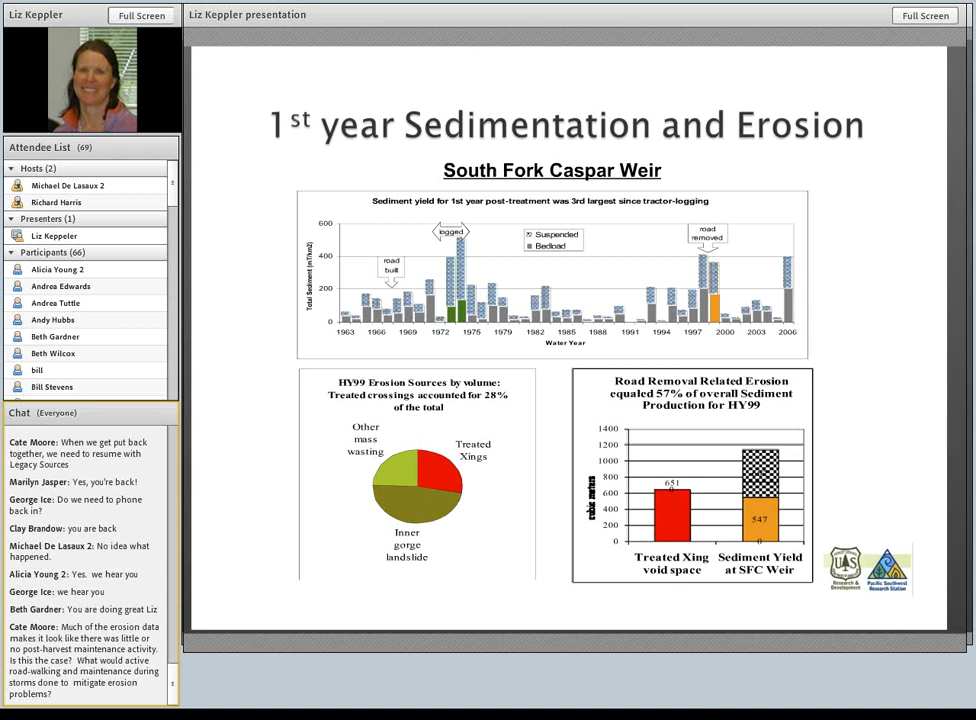 Liz Keppler
Full Screen
Attendee List (69)
Hosts (2)
Michael De Lasaux 2
Richard Harris
Presenters (1)
Liz Keppeler
Participants (66)
Alicia Young 2
Andrea Edwards
Andrea Tuttle
Andy Hubbs
Beth Gardner
Beth Wilcox
bill
Bill Stevens
Chat (Everyone)
Cate Moore: When we get put back
together, we need to resume with
Legacy Sources
Marilyn Jasper: Yes, you're back!
George Ice: Do we need to phone
back in?
Clay Brandow: you are back
Michael De Lasaux 2: No idea what
happened.
Alicia Young 2: Yes. we hear you
George Ice: we hear you
Beth Gardner: You are doing great Liz
Cate Moore: Much of the erosion data
makes it look like there was little or
no post-harvest maintenance activity.
Is this the case? What would active
road-walking and maintenance during
storms done to mitigate erosion
problems?
Liz Keppler presentation
Full Screen
1st year Sedimentation and Erosion
South Fork Caspar Weir
Sediment yield for 1st year post-treatment was 3rd largest since tractor-logging
Total Sediment (mT/km2)
600
400
200
0
road
built
logged
Suspended
Bedload
road
removed
1963 1966 1969 1972 1975 1979 1982 1985 1988 1991 1994 1997 2000 2003 2006
Water Year
HY99 Erosion Sources by volume:
Treated crossings accounted for 28%
of the total
Other
mass
wasting
Treated
Xings
Inner
gorge
landslide
Road Removal Related Erosion
equaled 57% of overall Sediment
Production for HY99
cubic meters
1400
1200
1000
800
600
400
200
0
651
547
0
Treated Xing
void space
Sediment Yield
at SFC Weir
UAS
Research &
Development
Pacific Southwest
Research Station